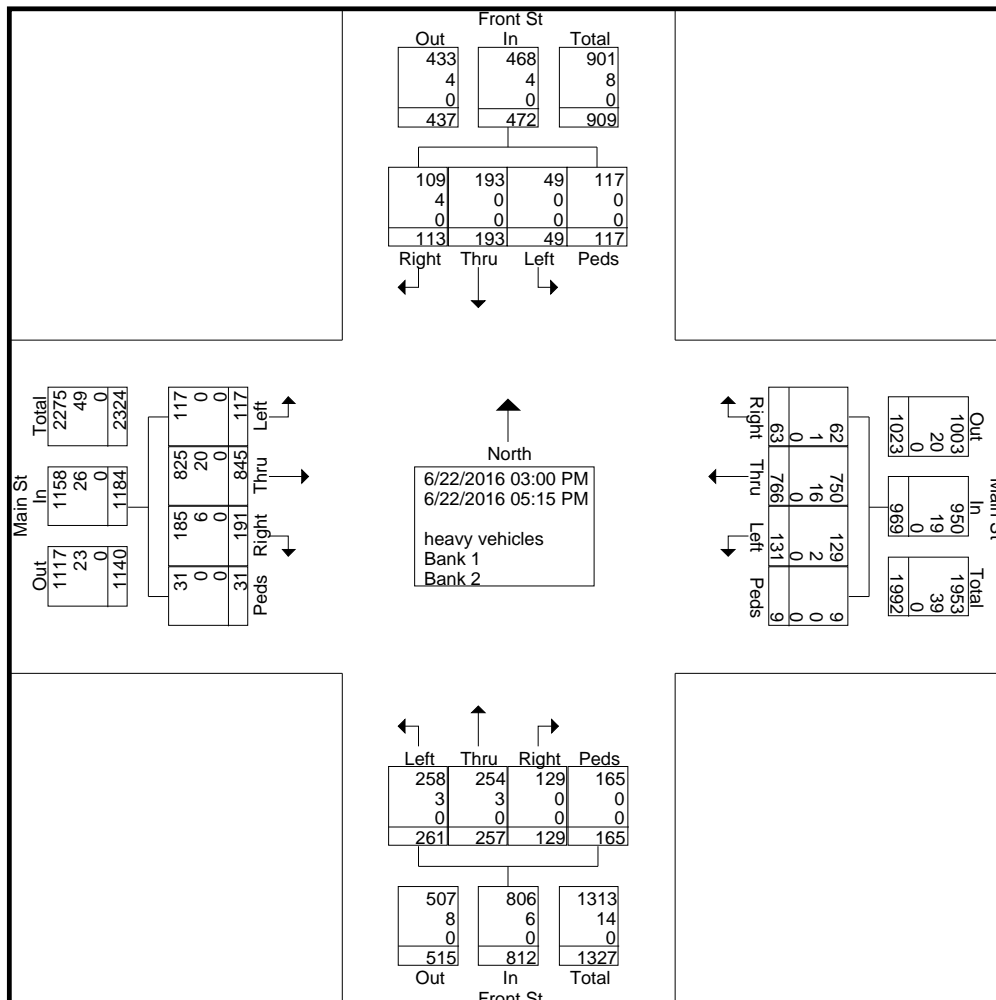 Front St
Out In Total
433 468 901
4 4 8
0 0 0
437 472 909
109 193 49 117
4 0 0 0
0 0 0 0
113 193 49 117
Right Thru Left Peds
Main St
Total In Out
2275 1158 1117
49 26 23
0 0 0
2324 1184 1140
117 825 185 31
0 20 6 0
0 0 0 0
117 845 191 31
Left Thru Right Peds
North
6/22/2016 03:00 PM
6/22/2016 05:15 PM
heavy vehicles
Bank 1
Bank 2
Right Thru Left Peds
62 750 129 9
1 16 2 0
0 0 0 0
63 766 131 9
Out In Total
1003 950 1953
20 19 39
0 0 0
1023 969 1992
Main St
Left Thru Right Peds
258 254 129 165
3 3 0 0
0 0 0 0
261 257 129 165
507 806 1313
8 6 14
0 0 0
515 812 1327
Out In Total
Front St